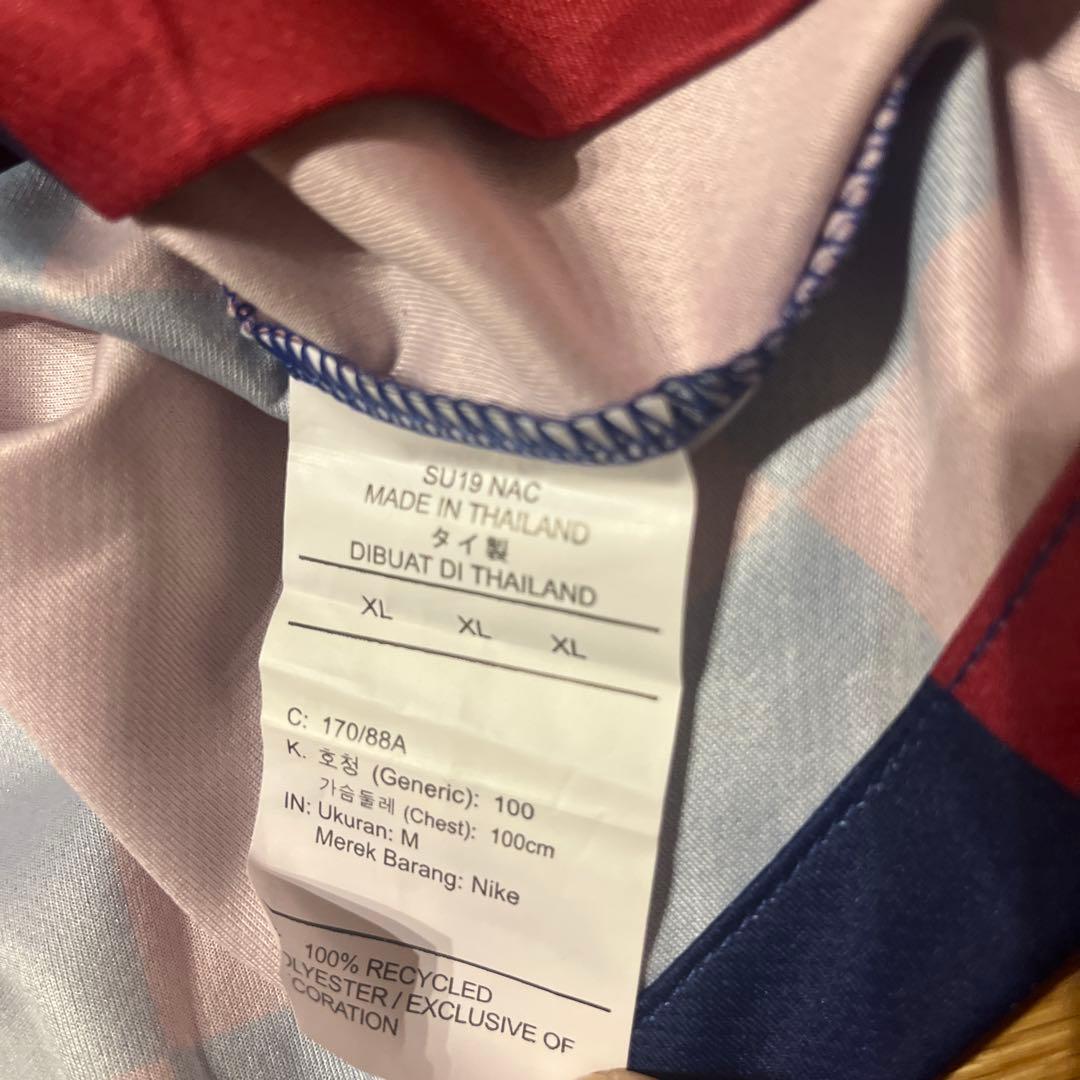 SU19 NAC
MADE IN THAILAND
タイ製
DIBUAT DI THAILAND
XL XL XL
C: 170/88A
K. 호청 (Generic): 100
가슴둘레 (Chest): 100cm
IN: Ukuran: M
Merek Barang: Nike
100% RECYCLED
OLYESTER / EXCLUSIVE OF
CORATION